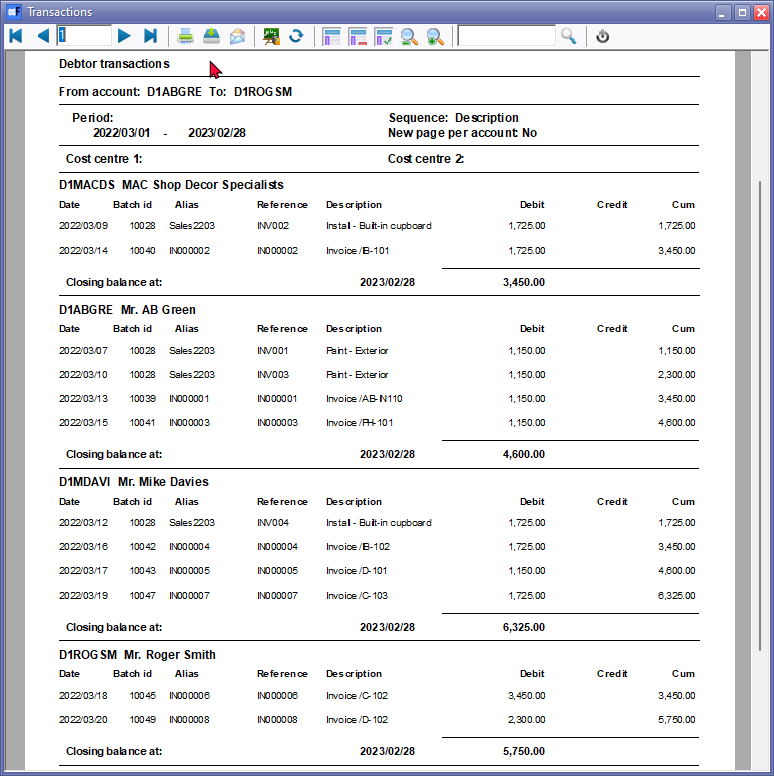 Transactions
1
Debtor transactions
From account: D1ABGRE To: D1ROGSM
Period: Sequence: Description
2022/03/01 - 2023/02/28 New page per account: No
Cost centre 1: Cost centre 2:
D1MACDS MAC Shop Decor Specialists
Date Batch id Alias Reference Description Debit Credit Cum
2022/03/09 10028 Sales2203 INV002 Install - Built-in cupboard 1,725.00 1,725.00
2022/03/14 10040 IN000002 IN000002 Invoice /B-101 1,725.00 3,450.00
Closing balance at: 2023/02/28 3,450.00
D1ABGRE Mr. AB Green
Date Batch id Alias Reference Description Debit Credit Cum
2022/03/07 10028 Sales2203 INV001 Paint - Exterior 1,150.00 1,150.00
2022/03/10 10028 Sales2203 INV003 Paint - Exterior 1,150.00 2,300.00
2022/03/13 10039 IN000001 IN000001 Invoice /AB-IN110 1,150.00 3,450.00
2022/03/15 10041 IN000003 IN000003 Invoice /PH-101 1,150.00 4,600.00
Closing balance at: 2023/02/28 4,600.00
D1MDAVI Mr. Mike Davies
Date Batch id Alias Reference Description Debit Credit Cum
2022/03/12 10028 Sales2203 INV004 Install - Built-in cupboard 1,725.00 1,725.00
2022/03/16 10042 IN000004 IN000004 Invoice /B-102 1,725.00 3,450.00
2022/03/17 10043 IN000005 IN000005 Invoice /D-101 1,150.00 4,600.00
2022/03/19 10047 IN000007 IN000007 Invoice /C-103 1,725.00 6,325.00
Closing balance at: 2023/02/28 6,325.00
D1ROGSM Mr. Roger Smith
Date Batch id Alias Reference Description Debit Credit Cum
2022/03/18 10045 IN000006 IN000006 Invoice /C-102 3,450.00 3,450.00
2022/03/20 10049 IN000008 IN000008 Invoice /D-102 2,300.00 5,750.00
Closing balance at: 2023/02/28 5,750.00